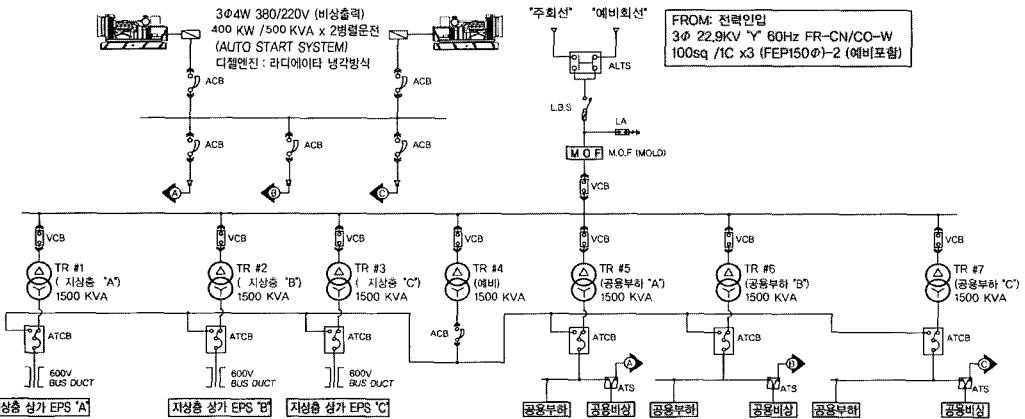 3Φ4W 380/220V (비상출력)
400 KW /500 KVA x 2병렬운전
(AUTO START SYSTEM)
디젤엔진 : 라디에이타 냉각방식
"주회선" "예비회선"
FROM: 전력인입
3Φ 22,9KV "Y" 60Hz FR-CN/CO-W
100sq /1C x3 (FEP150Φ)-2 (예비포함)
ALTS
ACB ACB
L.B.S
LA
ACB ACB ACB
M O F M.O.F (MOLD)
A B C
VCB
VCB VCB VCB VCB VCB VCB VCB
TR #1
( 지상층 "A")
1500 KVA
TR #2
( 지상층 "B")
1500 KVA
TR #3
( 지상층 "C")
1500 KVA
TR #4
(예비)
1500 KVA
TR #5
(공용부하 "A")
1500 KVA
TR #6
(공용부하 "B")
1500 KVA
TR #7
(공용부하 "C")
1500 KVA
ATCB ATCB ATCB ACB ATCB ATCB ATCB
600V
BUS DUCT
600V
BUS DUCT
600V
BUS DUCT
A B C
ATS ATS ATS
지상층 상가 EPS "A" 지상층 상가 EPS "B" 지상층 상가 EPS "C" 공용부하 공용비상 공용부하 공용비상 공용부하 공용비상